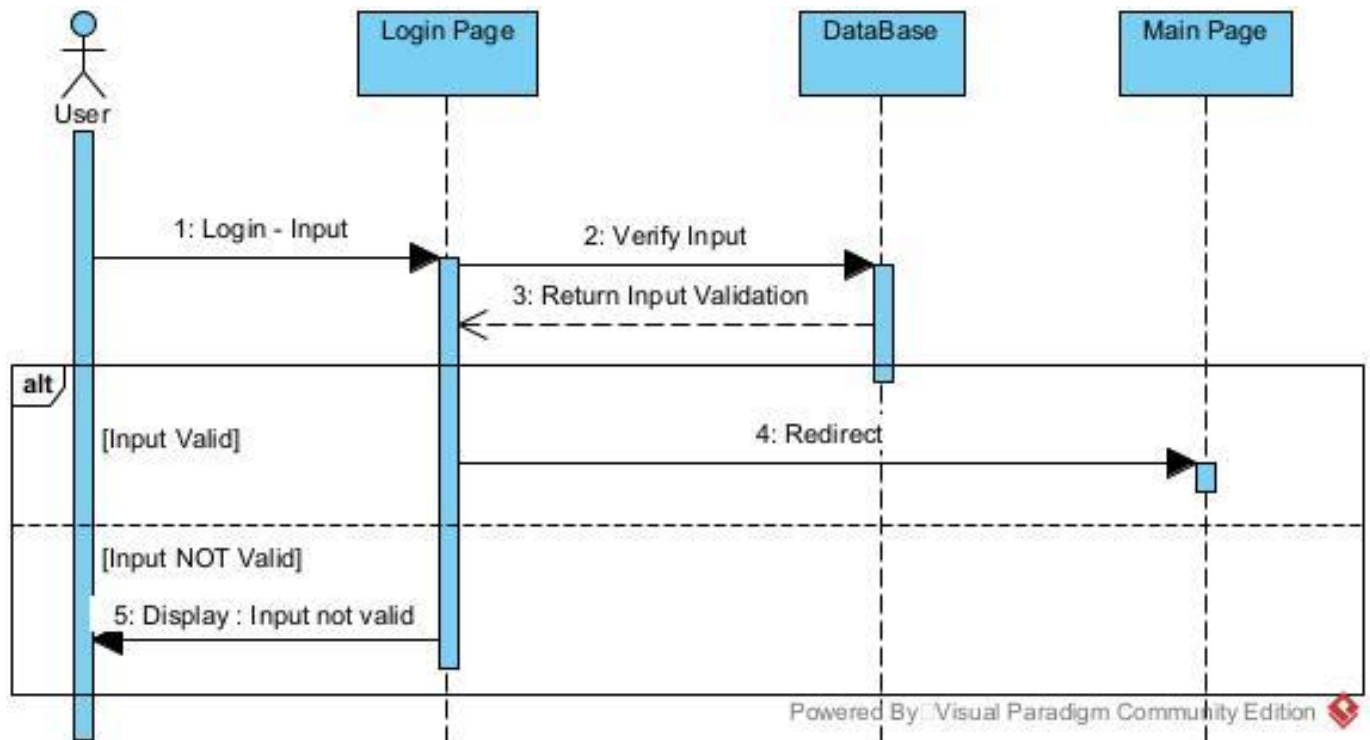 Login Page
DataBase
Main Page
User
1: Login - Input
2: Verify Input
3: Return Input Validation
alt
[Input Valid]
4: Redirect
[Input NOT Valid]
5: Display : Input not valid
Powered By Visual Paradigm Community Edition